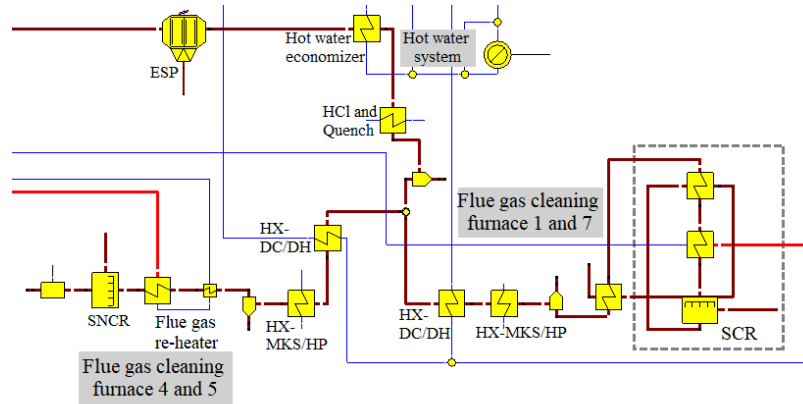 ESP
Hot water
economizer
Hot water
system
HCl and
Quench
Flue gas cleaning
furnace 1 and 7
HX-
DC/DH
SNCR
Flue gas
re-heater
HX-
MKS/HP
HX-
DC/DH
HX-MKS/HP
SCR
Flue gas cleaning
furnace 4 and 5